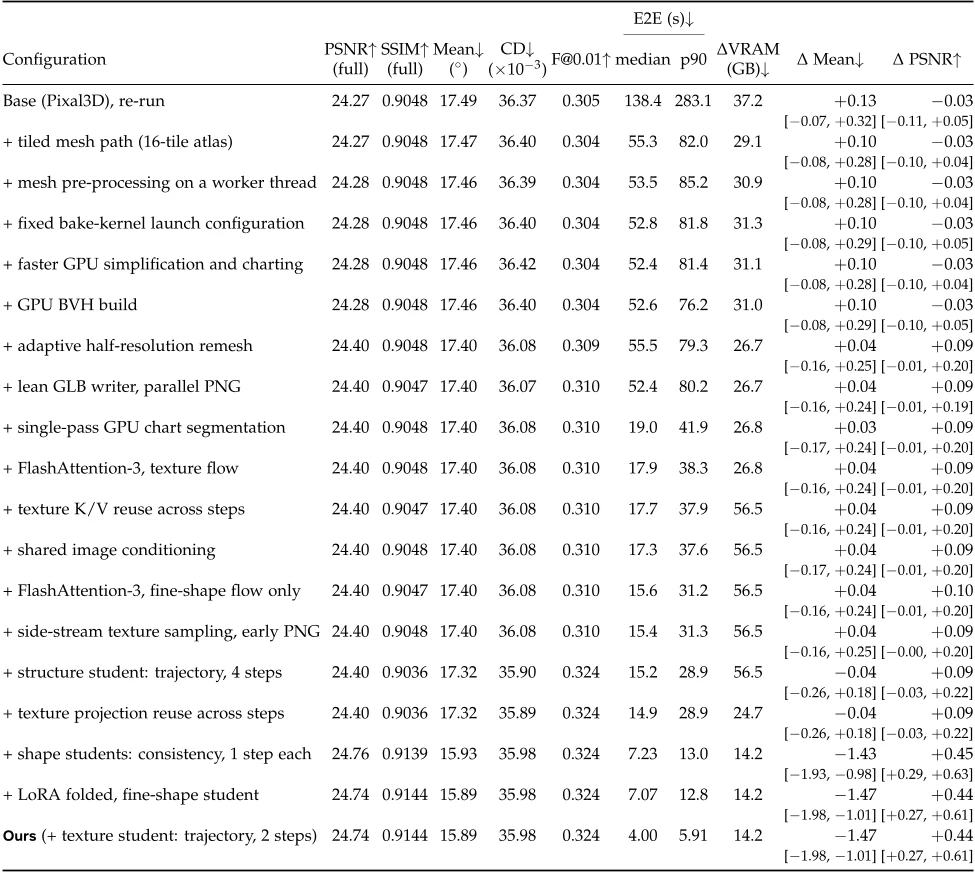 E2E (s)↓
Configuration PSNR↑ (full) SSIM↑ (full) Mean↓ (°) CD↓ (×10⁻³) F@0.01↑ median p90 ΔVRAM (GB)↓ Δ Mean↓ Δ PSNR↑
Base (Pixal3D), re-run 24.27 0.9048 17.49 36.37 0.305 138.4 283.1 37.2 +0.13 −0.03
[−0.07, +0.32] [−0.11, +0.05]
+ tiled mesh path (16-tile atlas) 24.27 0.9048 17.47 36.40 0.304 55.3 82.0 29.1 +0.10 −0.03
[−0.08, +0.28] [−0.10, +0.04]
+ mesh pre-processing on a worker thread 24.28 0.9048 17.46 36.39 0.304 53.5 85.2 30.9 +0.10 −0.03
[−0.08, +0.28] [−0.10, +0.04]
+ fixed bake-kernel launch configuration 24.28 0.9048 17.46 36.40 0.304 52.8 81.8 31.3 +0.10 −0.03
[−0.08, +0.29] [−0.10, +0.05]
+ faster GPU simplification and charting 24.28 0.9048 17.46 36.42 0.304 52.4 81.4 31.1 +0.10 −0.03
[−0.08, +0.28] [−0.10, +0.04]
+ GPU BVH build 24.28 0.9048 17.46 36.40 0.304 52.6 76.2 31.0 +0.10 −0.03
[−0.08, +0.29] [−0.10, +0.05]
+ adaptive half-resolution remesh 24.40 0.9048 17.40 36.08 0.309 55.5 79.3 26.7 +0.04 +0.09
[−0.16, +0.25] [−0.01, +0.20]
+ lean GLB writer, parallel PNG 24.40 0.9047 17.40 36.07 0.310 52.4 80.2 26.7 +0.04 +0.09
[−0.16, +0.24] [−0.01, +0.19]
+ single-pass GPU chart segmentation 24.40 0.9048 17.40 36.08 0.310 19.0 41.9 26.8 +0.03 +0.09
[−0.17, +0.24] [−0.01, +0.20]
+ FlashAttention-3, texture flow 24.40 0.9048 17.40 36.08 0.310 17.9 38.3 26.8 +0.04 +0.09
[−0.16, +0.24] [−0.01, +0.20]
+ texture K/V reuse across steps 24.40 0.9047 17.40 36.08 0.310 17.7 37.9 56.5 +0.04 +0.09
[−0.16, +0.24] [−0.01, +0.20]
+ shared image conditioning 24.40 0.9048 17.40 36.08 0.310 17.3 37.6 56.5 +0.04 +0.09
[−0.17, +0.24] [−0.01, +0.20]
+ FlashAttention-3, fine-shape flow only 24.40 0.9047 17.40 36.08 0.310 15.6 31.2 56.5 +0.04 +0.10
[−0.16, +0.24] [−0.01, +0.20]
+ side-stream texture sampling, early PNG 24.40 0.9048 17.40 36.08 0.310 15.4 31.3 56.5 +0.04 +0.09
[−0.16, +0.25] [−0.00, +0.20]
+ structure student: trajectory, 4 steps 24.40 0.9036 17.32 35.90 0.324 15.2 28.9 56.5 −0.04 +0.09
[−0.26, +0.18] [−0.03, +0.22]
+ texture projection reuse across steps 24.40 0.9036 17.32 35.89 0.324 14.9 28.9 24.7 −0.04 +0.09
[−0.26, +0.18] [−0.03, +0.22]
+ shape students: consistency, 1 step each 24.76 0.9139 15.93 35.98 0.324 7.23 13.0 14.2 −1.43 +0.45
[−1.93, −0.98] [+0.29, +0.63]
+ LoRA folded, fine-shape student 24.74 0.9144 15.89 35.98 0.324 7.07 12.8 14.2 −1.47 +0.44
[−1.98, −1.01] [+0.27, +0.61]
Ours (+ texture student: trajectory, 2 steps) 24.74 0.9144 15.89 35.98 0.324 4.00 5.91 14.2 −1.47 +0.44
[−1.98, −1.01] [+0.27, +0.61]